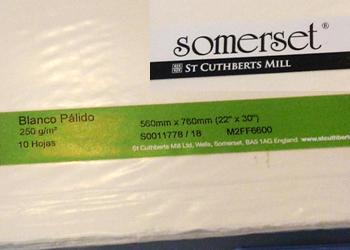 somerset®
ST CUTHBERTS MILL
Blanco Pálido
250 g/m²
10 Hojas
560mm x 760mm (22" x 30")
S0011778 / 18 M2FF6600
St Cuthberts Mill Ltd, Wells, Somerset, BA5 1AG England